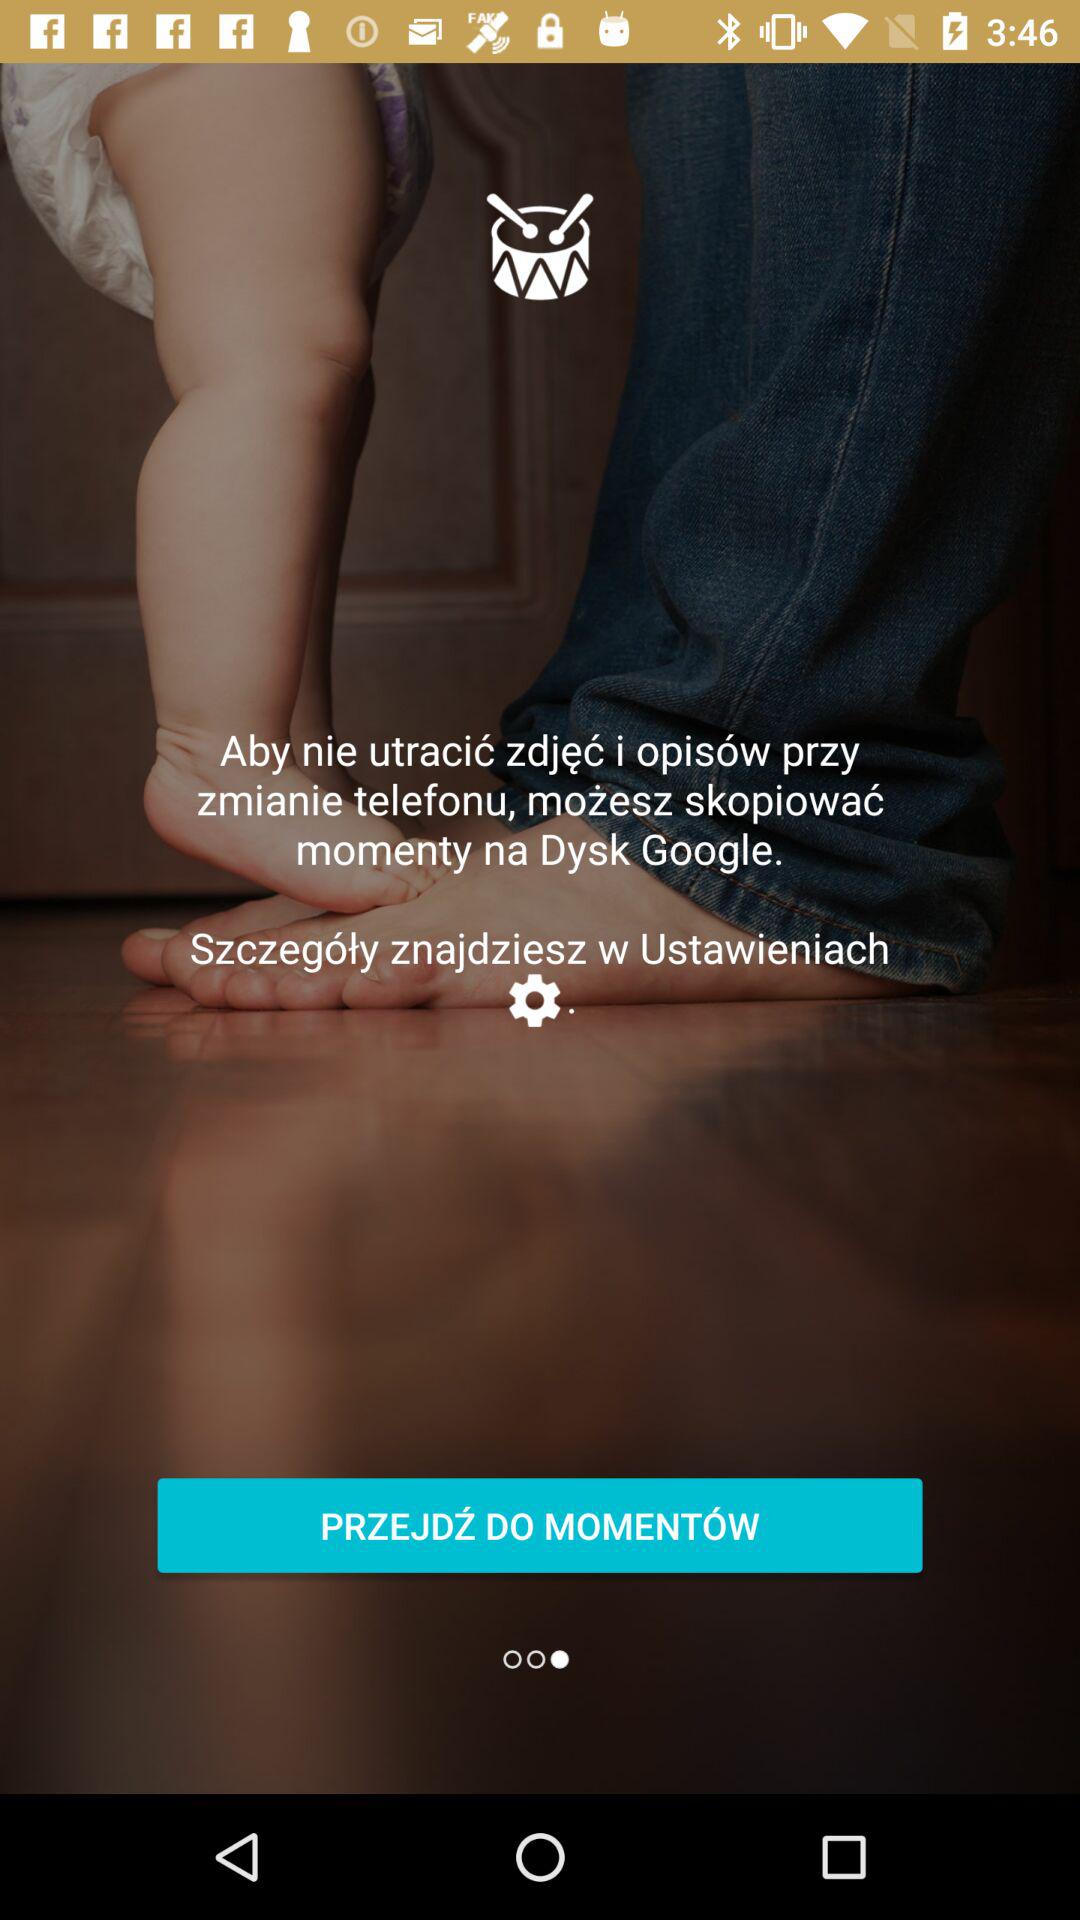 FAKE
3:46
Aby nie utracić zdjęć i opisów przy
zmianie telefonu, możesz skopiować
momenty na Dysk Google.
Szczegóły znajdziesz w Ustawieniach
.
PRZEJDŹ DO MOMENTÓW